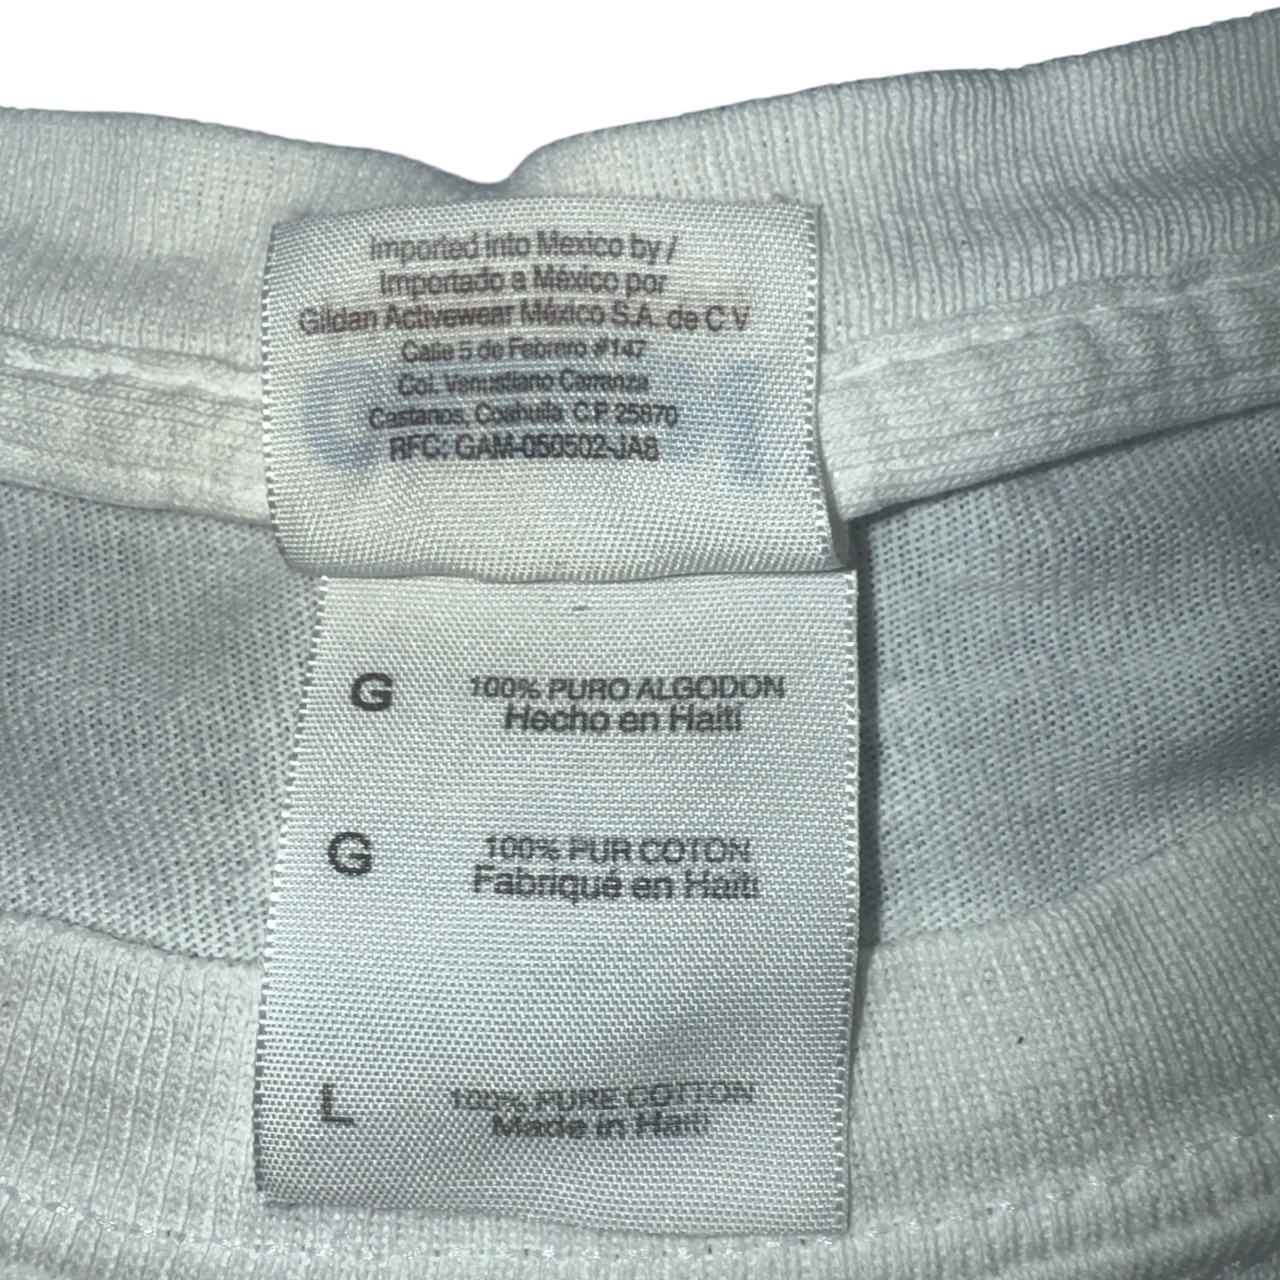 Imported into Mexico by /
Importado a México por
Gildan Activewear México S.A. de C V
Calle 5 de Febrero #147
Col. Venustiano Carranza
Castanos, Coahuila C.P. 25870
RFC: GAM-050502-JA8
G 100% PURO ALGODON
Hecho en Haití
G 100% PUR COTON
Fabriqué en Haiti
L 100% PURE COTTON
Made in Haiti